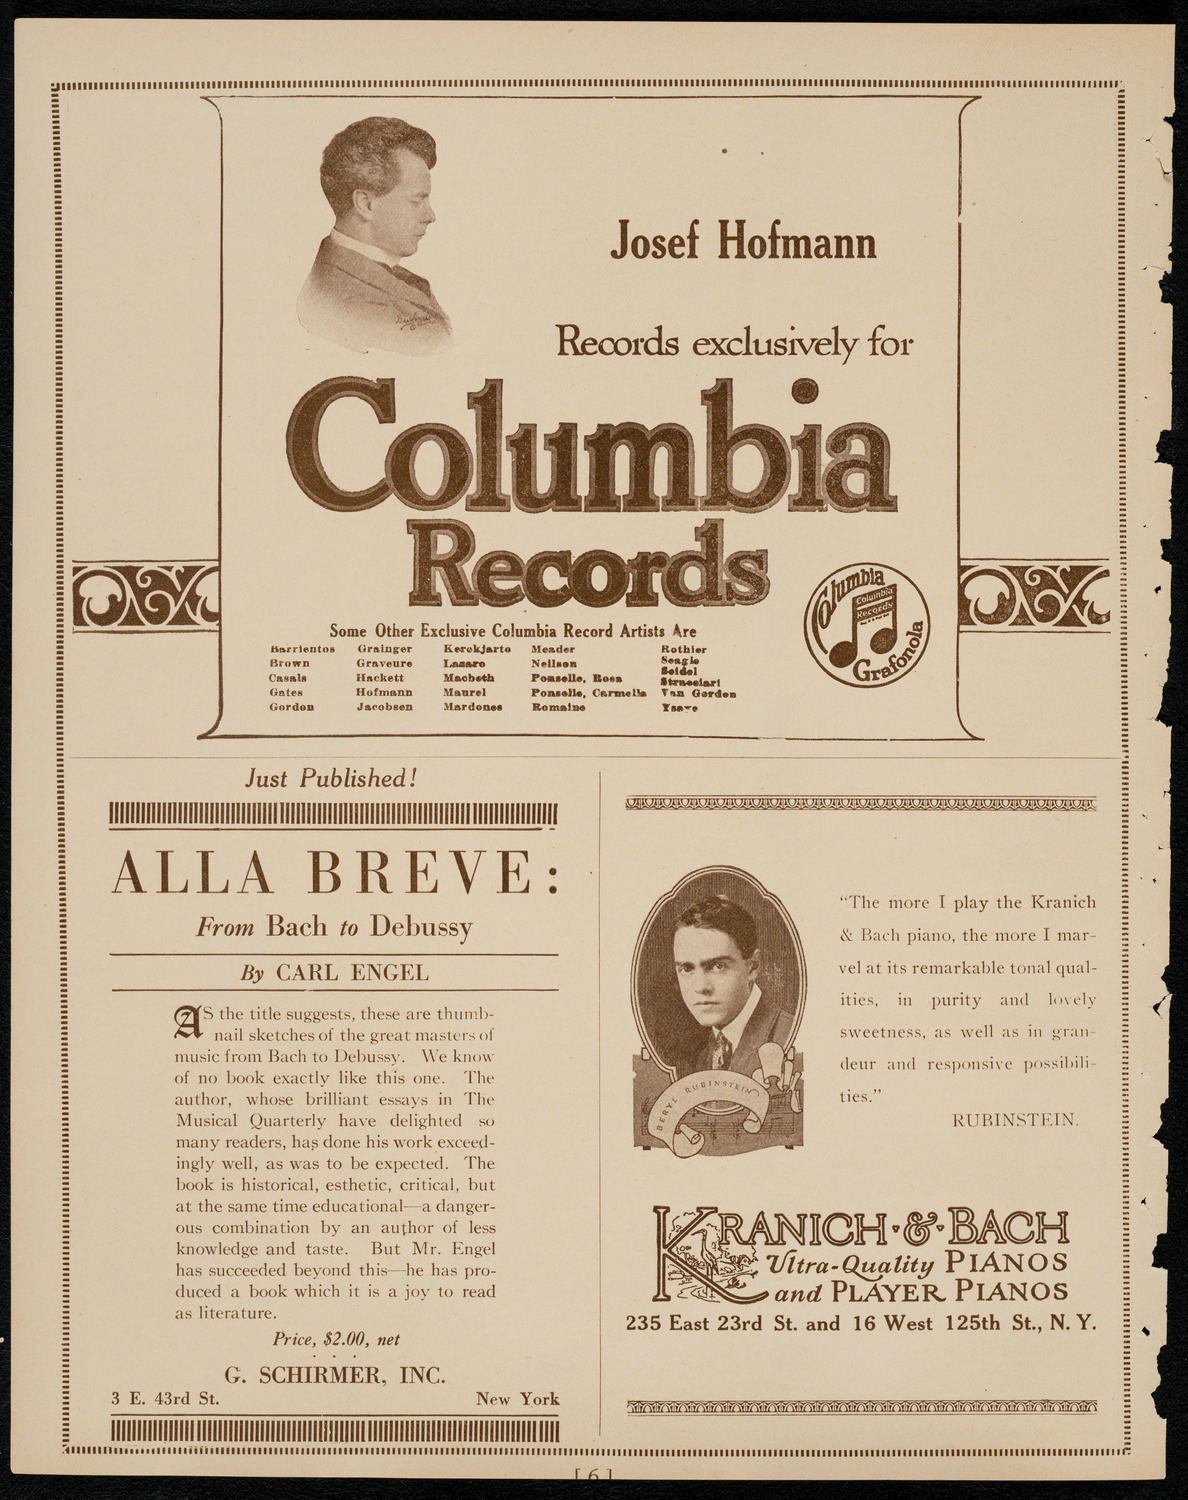 Josef Hofmann
Records exclusively for
Columbia
Records
Some Other Exclusive Columbia Record Artists Are
Barrientos Grainger Kerekjarto Meader Rothier
Brown Graveure Lazaro Nellsen Seagle
Casals Hackett Macbeth Ponselle, Rosa Seidel
Gates Hofmann Maurel Ponselle, Carmella Stracciari
Gordon Jacobsen Mardones Romaine Van Gordon
Ysaye
Columbia
Columbia
Records
Grafonola
Just Published!
ALLA BREVE:
From Bach to Debussy
By CARL ENGEL
AS the title suggests, these are thumb-
nail sketches of the great masters of
music from Bach to Debussy. We know
of no book exactly like this one. The
author, whose brilliant essays in The
Musical Quarterly have delighted so
many readers, has done his work exceed-
ingly well, as was to be expected. The
book is historical, esthetic, critical, but
at the same time educational—a danger-
ous combination by an author of less
knowledge and taste. But Mr. Engel
has succeeded beyond this—he has pro-
duced a book which it is a joy to read
as literature.
Price, $2.00, net
G. SCHIRMER, INC.
3 E. 43rd St. New York
BERYL RUBINSTEIN
"The more I play the Kranich
& Bach piano, the more I mar-
vel at its remarkable tonal qual-
ities, in purity and lovely
sweetness, as well as in gran-
deur and responsive possibili-
ties."
RUBINSTEIN.
KRANICH·&·BACH
Ultra-Quality PIANOS
and PLAYER PIANOS
235 East 23rd St. and 16 West 125th St., N. Y.
[ 6 ]